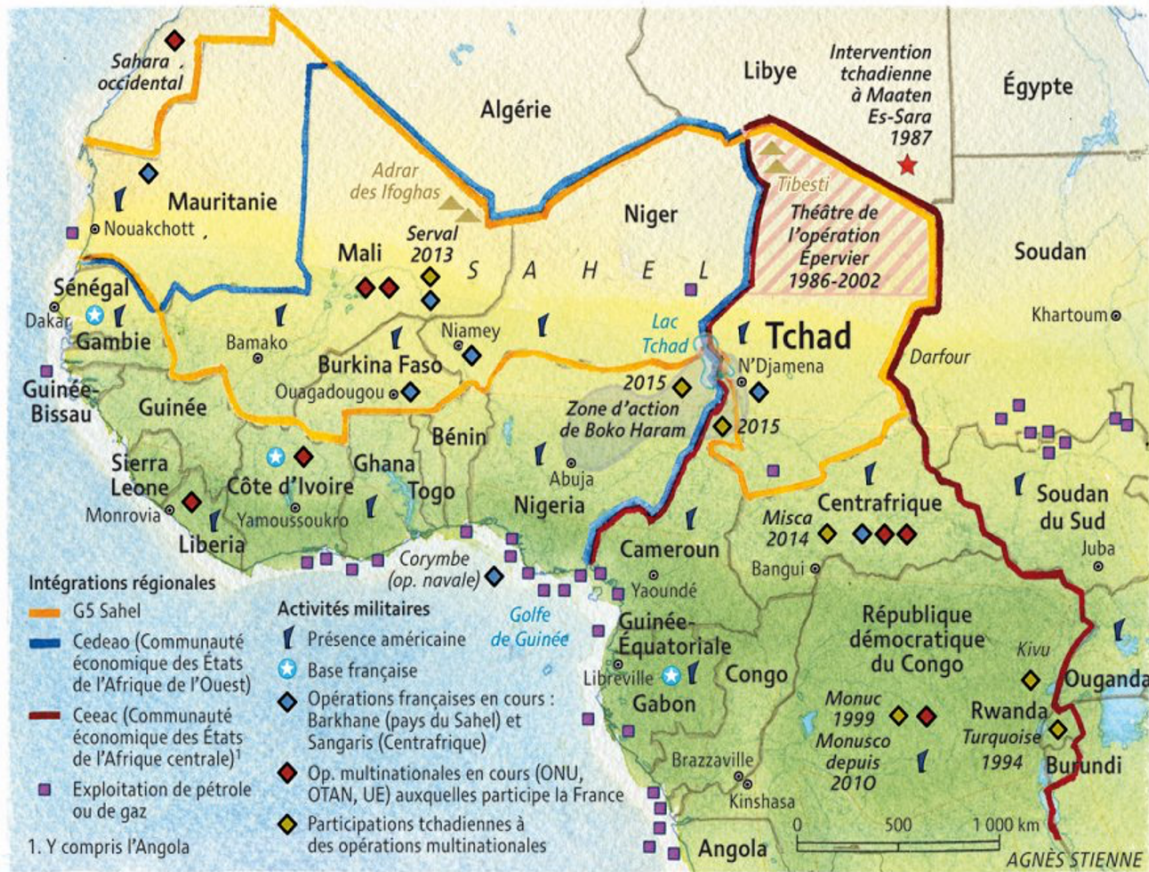 Sahara
occidental
Algérie
Libye
Intervention
tchadienne
à Maaten
Es-Sara
1987
Égypte
Adrar
des Ifoghas
Tibesti
Mauritanie
Nouakchott
Niger
Théâtre de
l'opération
Épervier
1986-2002
Soudan
Khartoum
Mali
Serval
2013
SAHEL
Sénégal
Dakar
Gambie
Bamako
Burkina Faso
Ouagadougou
Niamey
Lac
Tchad
Tchad
N'Djamena
Darfour
Guinée-
Bissau
Guinée
2015
Zone d'action
de Boko Haram
2015
Sierra
Leone
Monrovia
Liberia
Côte d'Ivoire
Yamoussoukro
Ghana
Togo
Bénin
Abuja
Nigeria
Centrafrique
Misca
2014
Bangui
Soudan
du Sud
Juba
Cameroun
Yaoundé
Corymbe
(op. navale)
Golfe
de Guinée
Guinée-
Équatoriale
Libreville
Gabon
Congo
République
démocratique
du Congo
Kivu
Ouganda
Monuc
1999
Monusco
depuis
2010
Rwanda
Turquoise
1994
Burundi
Brazzaville
Kinshasa
Angola
Intégrations régionales
G5 Sahel
Cedeao (Communauté
économique des États
de l'Afrique de l'Ouest)
Ceeac (Communauté
économique des États
de l'Afrique centrale)¹
Exploitation de pétrole
ou de gaz
1. Y compris l'Angola
Activités militaires
Présence américaine
Base française
Opérations françaises en cours :
Barkhane (pays du Sahel) et
Sangaris (Centrafrique)
Op. multinationales en cours (ONU,
OTAN, UE) auxquelles participe la France
Participations tchadiennes à
des opérations multinationales
0 500 1 000 km
AGNÈS STIENNE